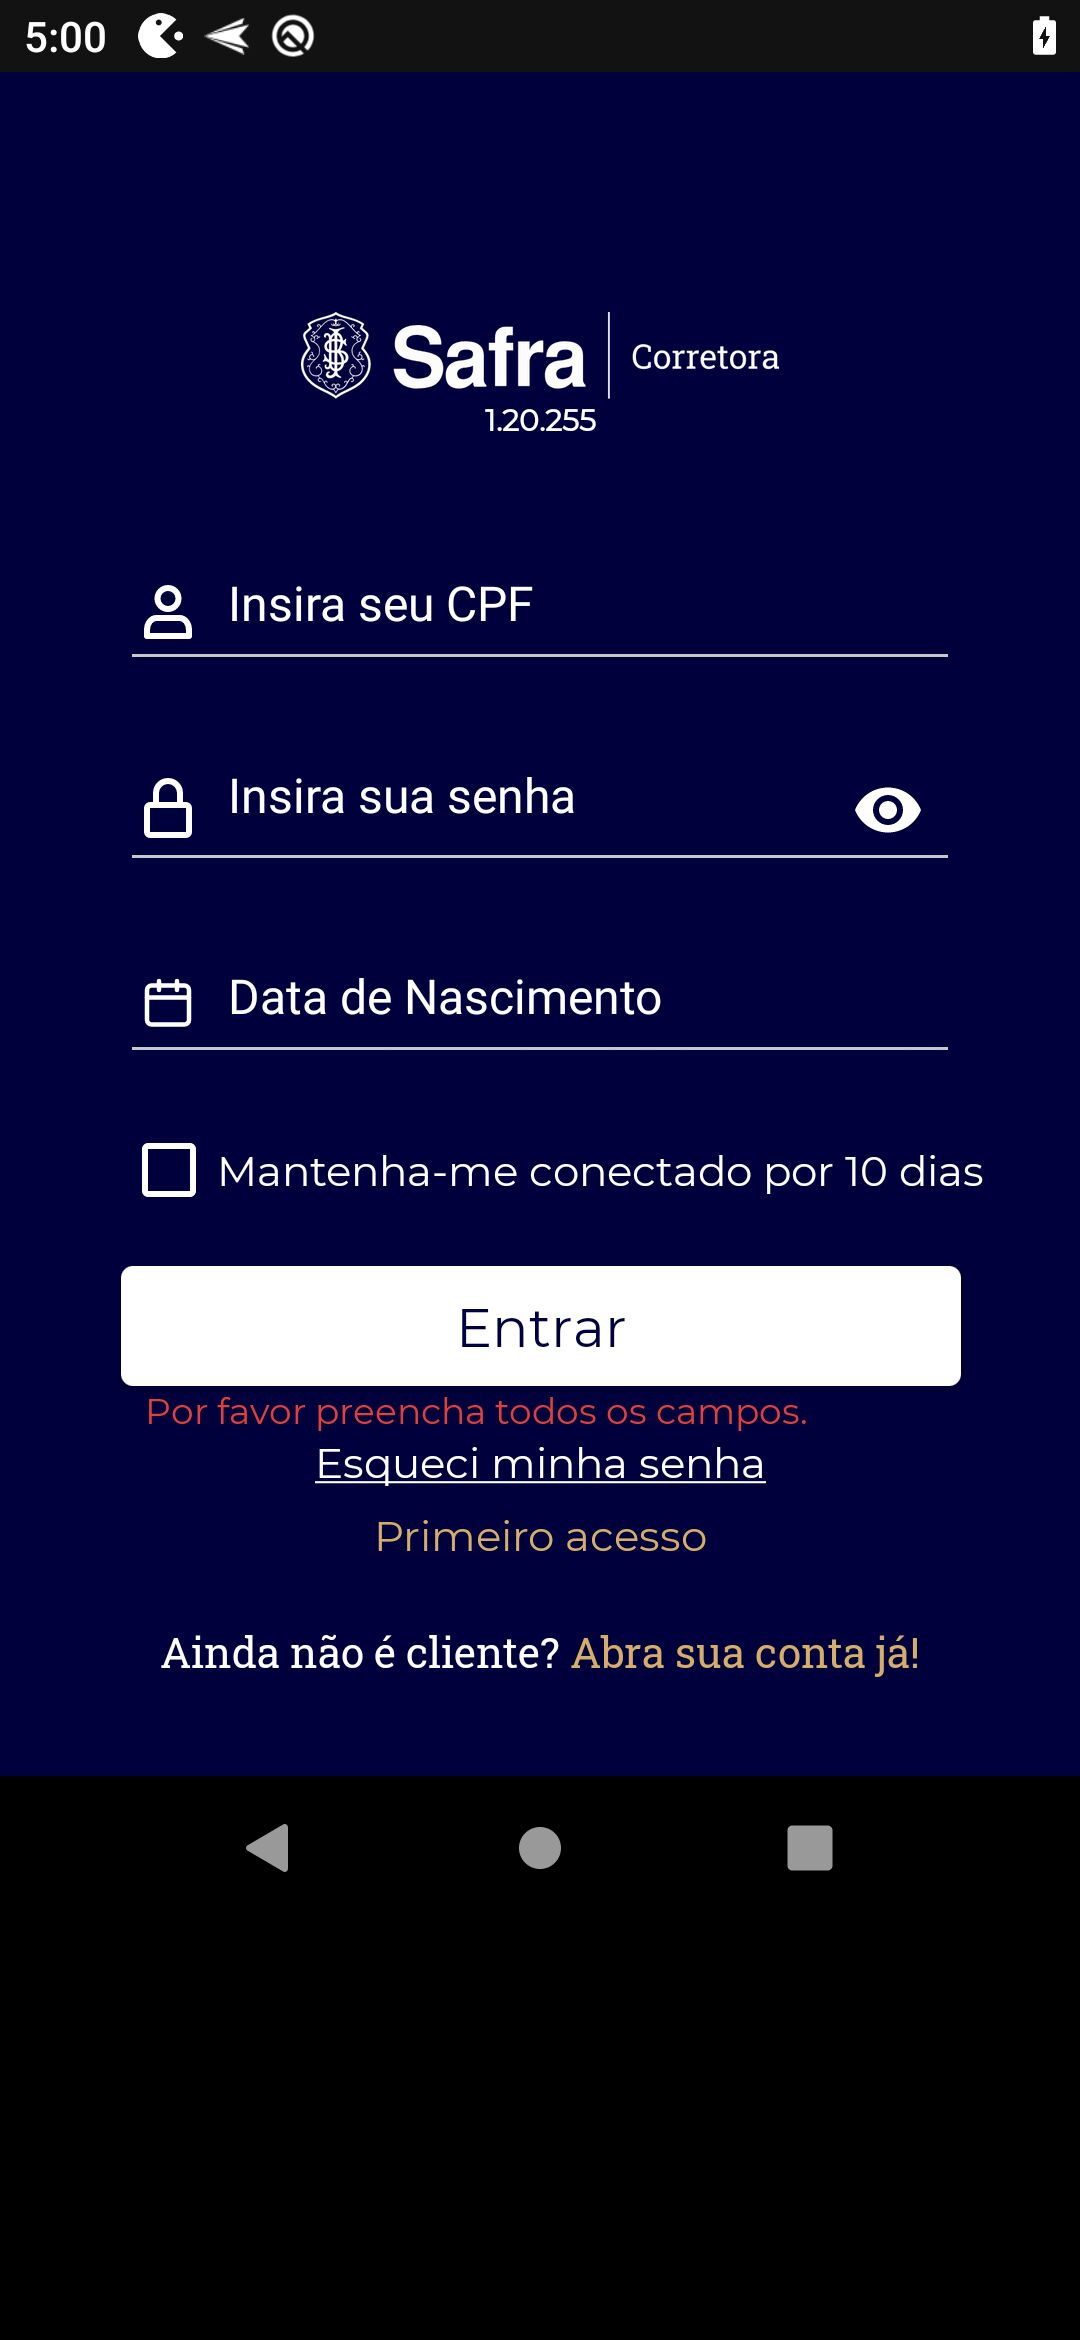 5:00
Safra Corretora
1.20.255
Insira seu CPF
Insira sua senha
Data de Nascimento
Mantenha-me conectado por 10 dias
Entrar
Por favor preencha todos os campos.
Esqueci minha senha
Primeiro acesso
Ainda não é cliente? Abra sua conta já!